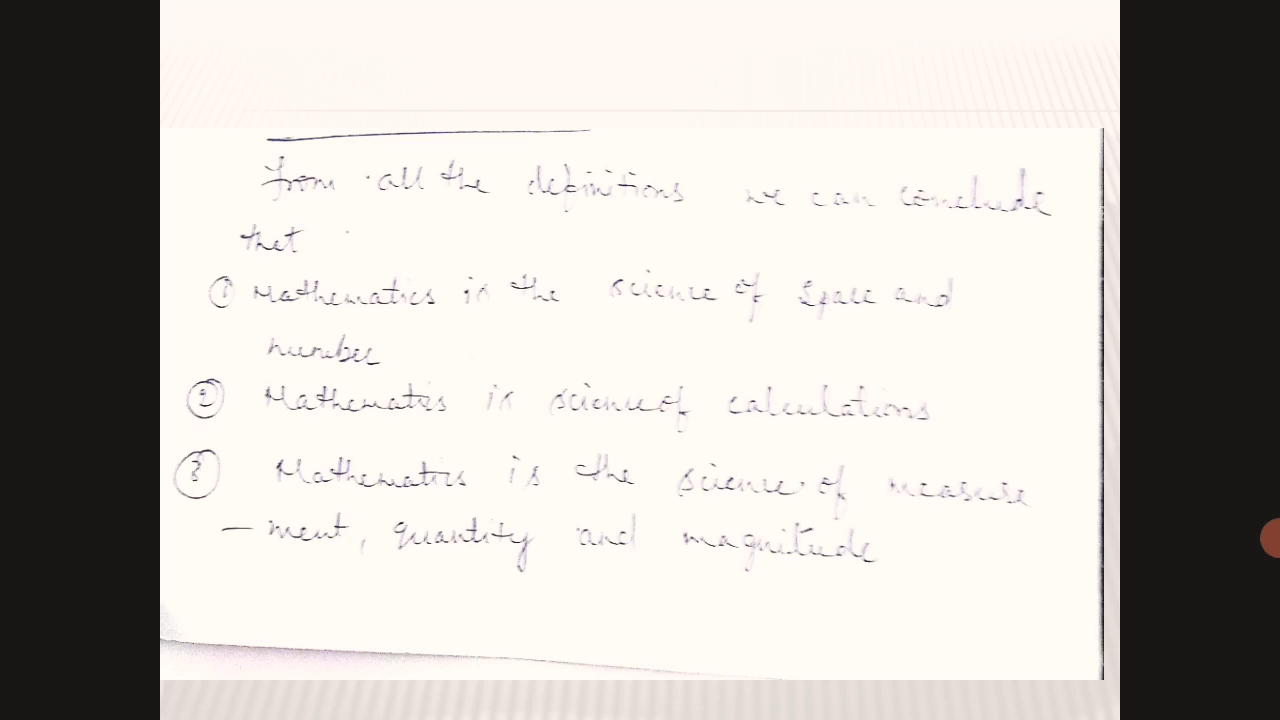 From all the definitions we can conclude
that
① Mathematics is the science of space and
number
② Mathematics is science of calculations
③ Mathematics is the science of measure
– ment, quantity and magnitude